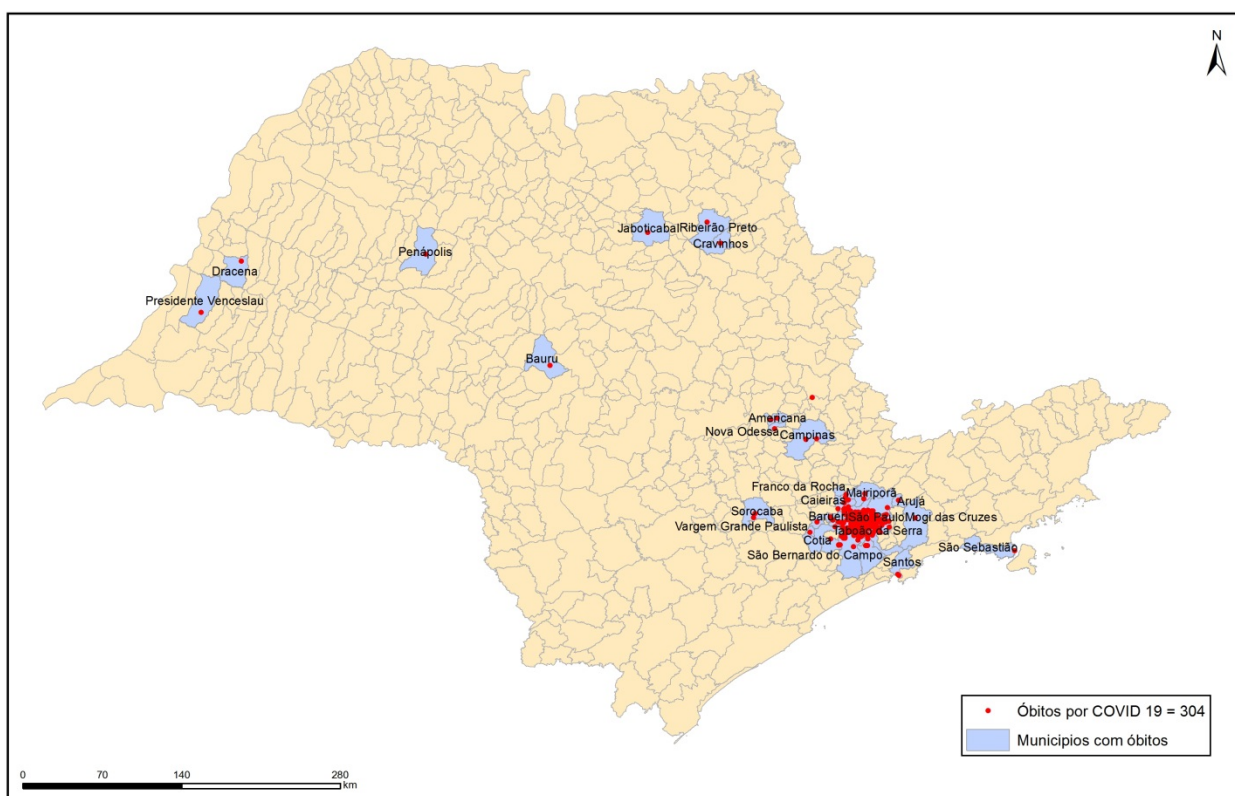 N
Jaboticabal
Ribeirão Preto
Cravinhos
Penápolis
Dracena
Presidente Venceslau
Bauru
Americana
Nova Odessa
Campinas
Franco da Rocha
Mairiporã
Caieiras
Arujá
Sorocaba
Barueri
São Paulo
Mogi das Cruzes
Vargem Grande Paulista
Taboão da Serra
Cotia
São Sebastião
São Bernardo do Campo
Santos
Óbitos por COVID 19 = 304
Municipios com óbitos
0 70 140 280
km